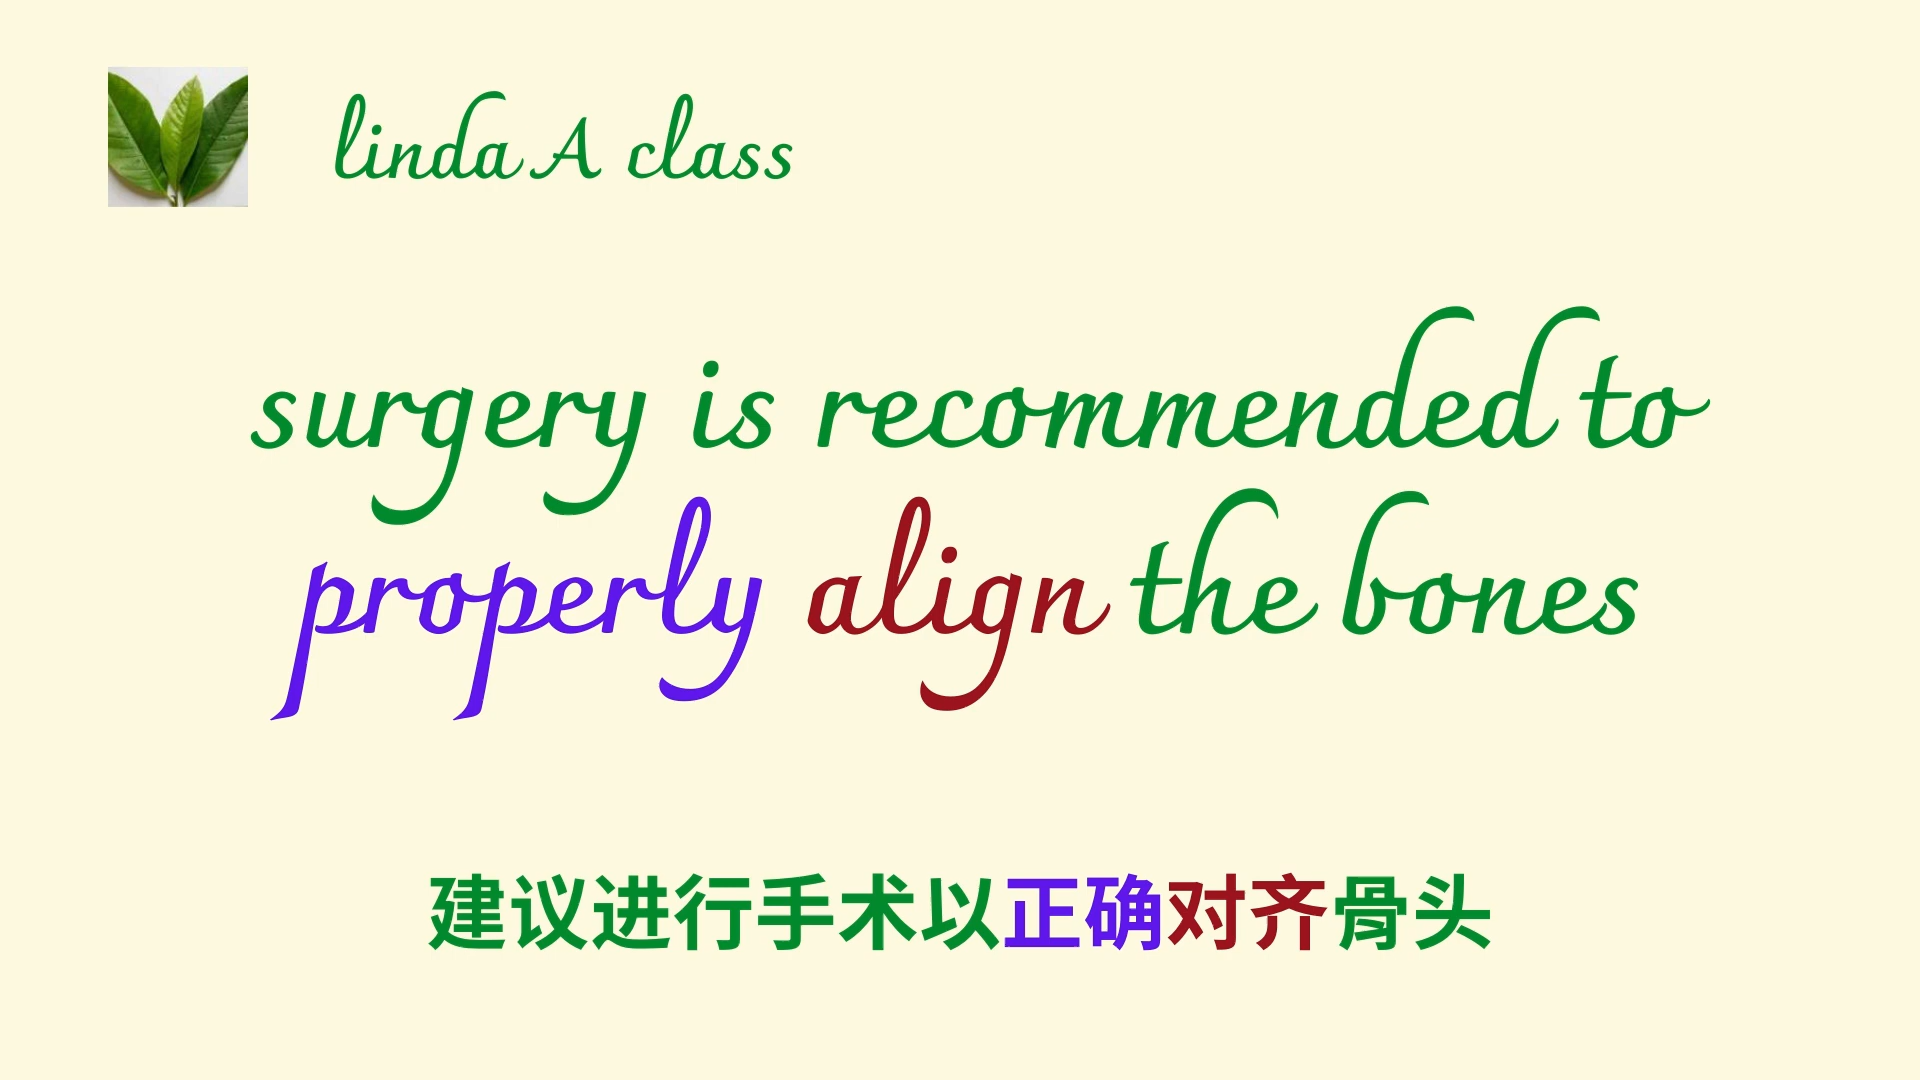 linda A class
surgery is recommended to
properly align the bones
建议进行手术以正确对齐骨头